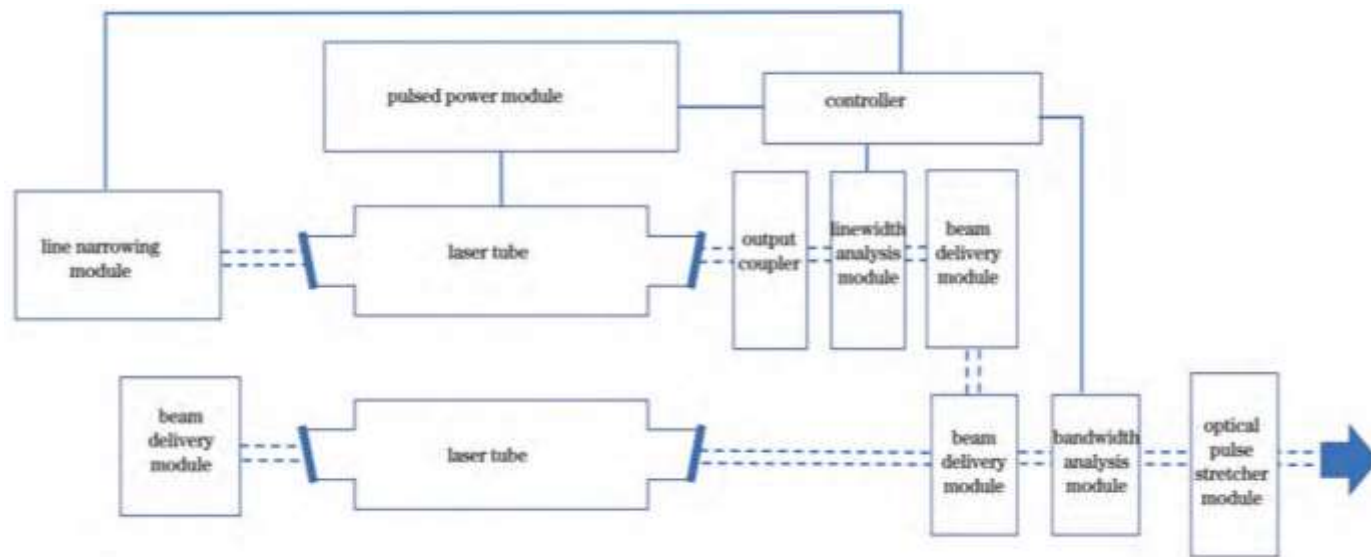 pulsed power module
controller
line narrowing
module
laser tube
output
coupler
linewidth
analysis
module
beam
delivery
module
beam
delivery
module
laser tube
beam
delivery
module
bandwidth
analysis
module
optical
pulse
stretcher
module